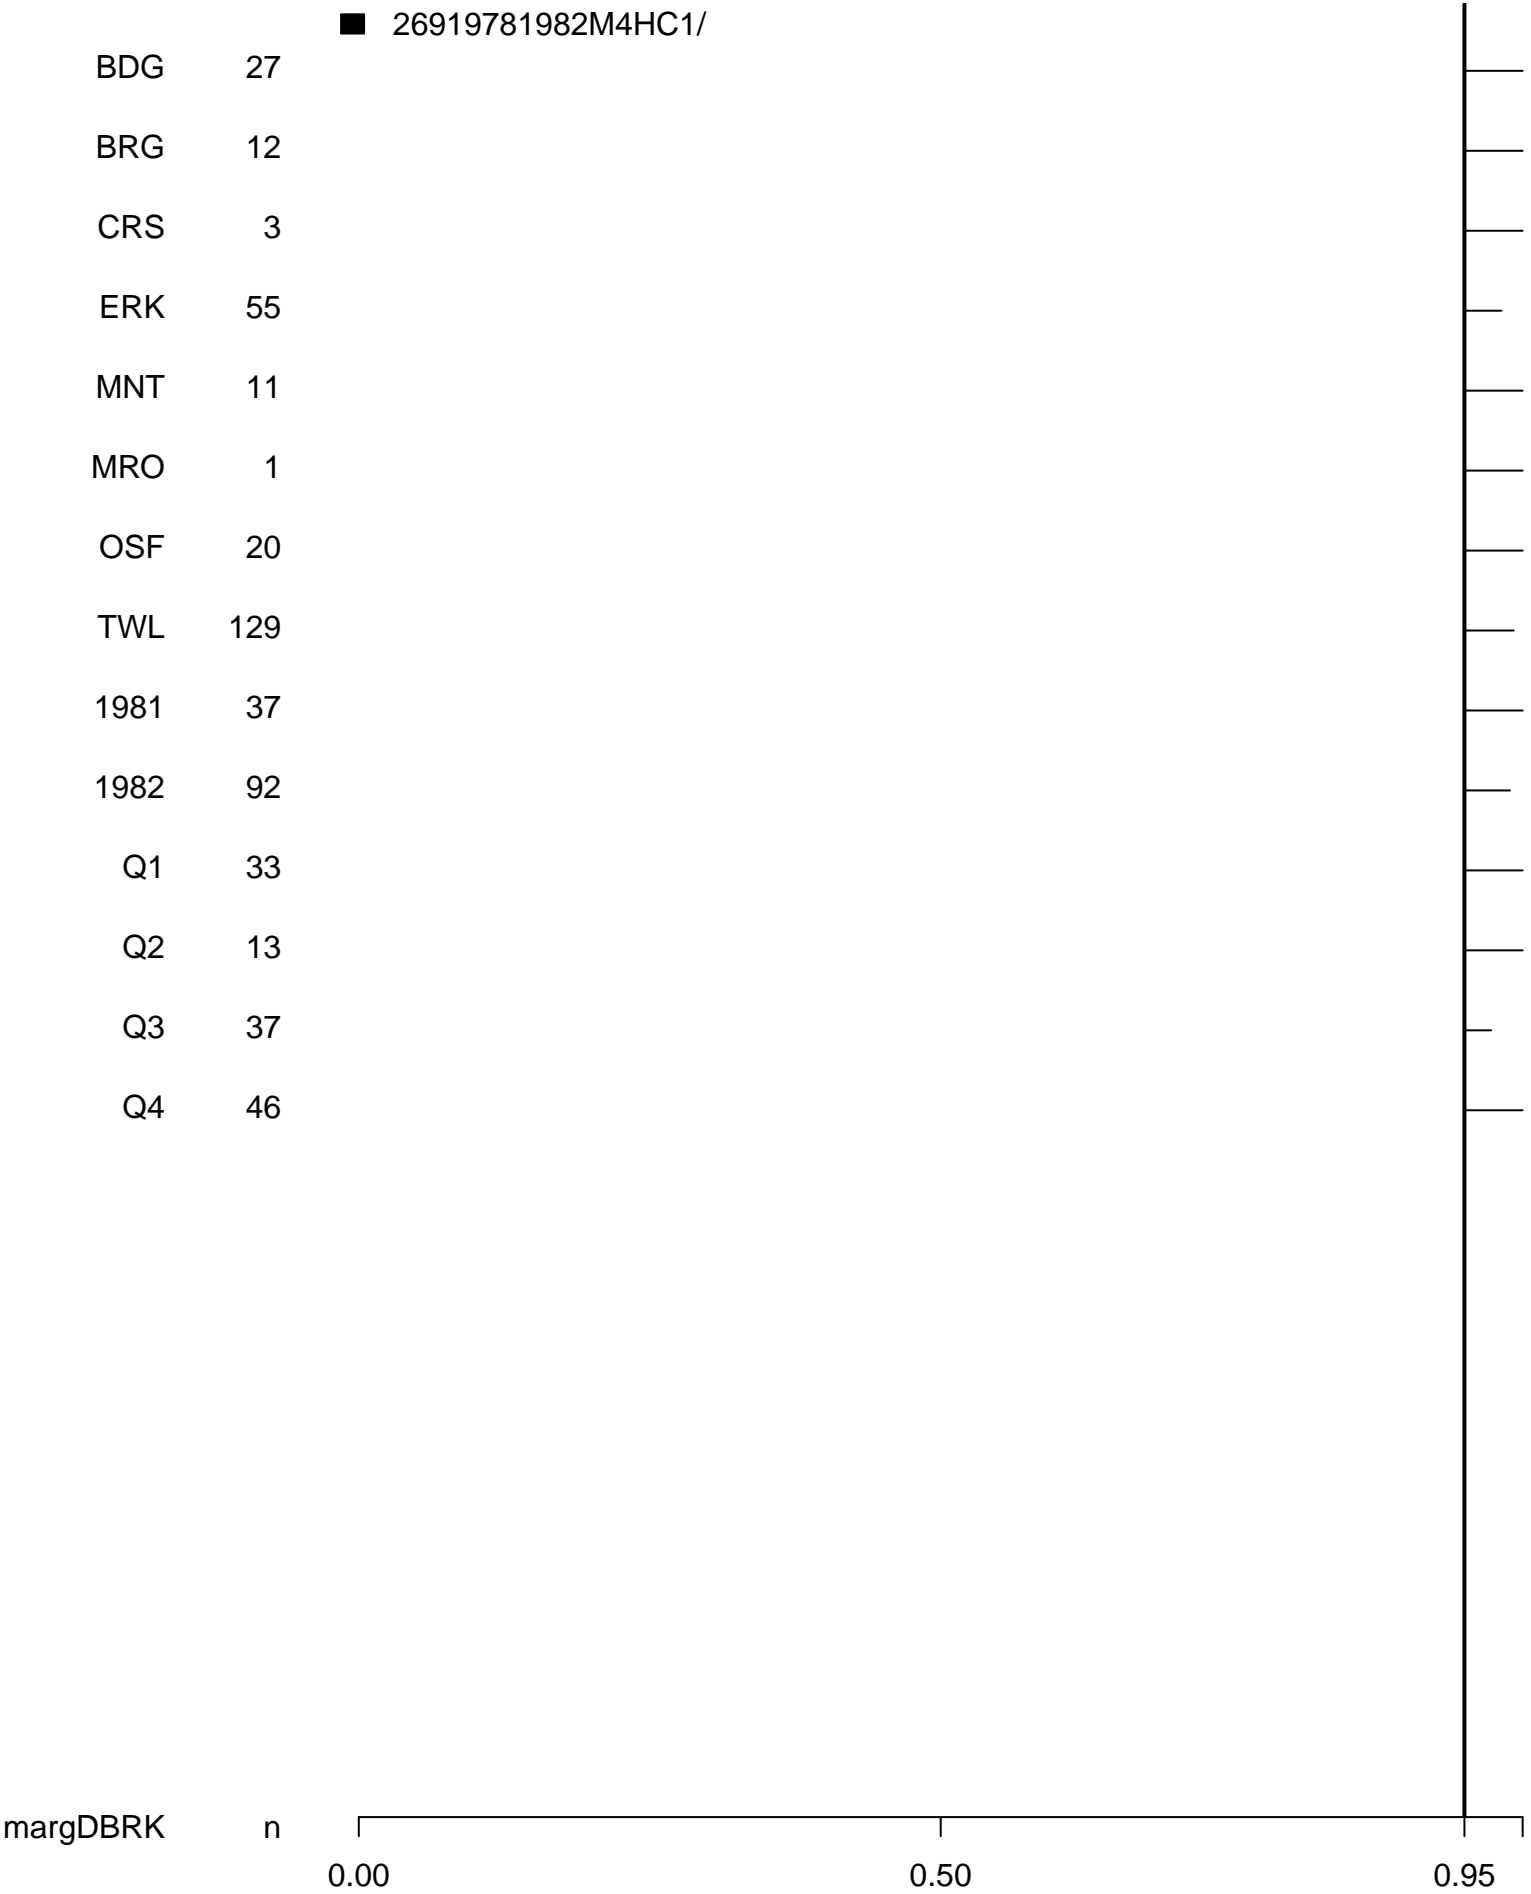 26919781982M4HC1/
BDG 27
BRG 12
CRS 3
ERK 55
MNT 11
MRO 1
OSF 20
TWL 129
1981 37
1982 92
Q1 33
Q2 13
Q3 37
Q4 46
margDBRK n
0.00 0.50 0.95